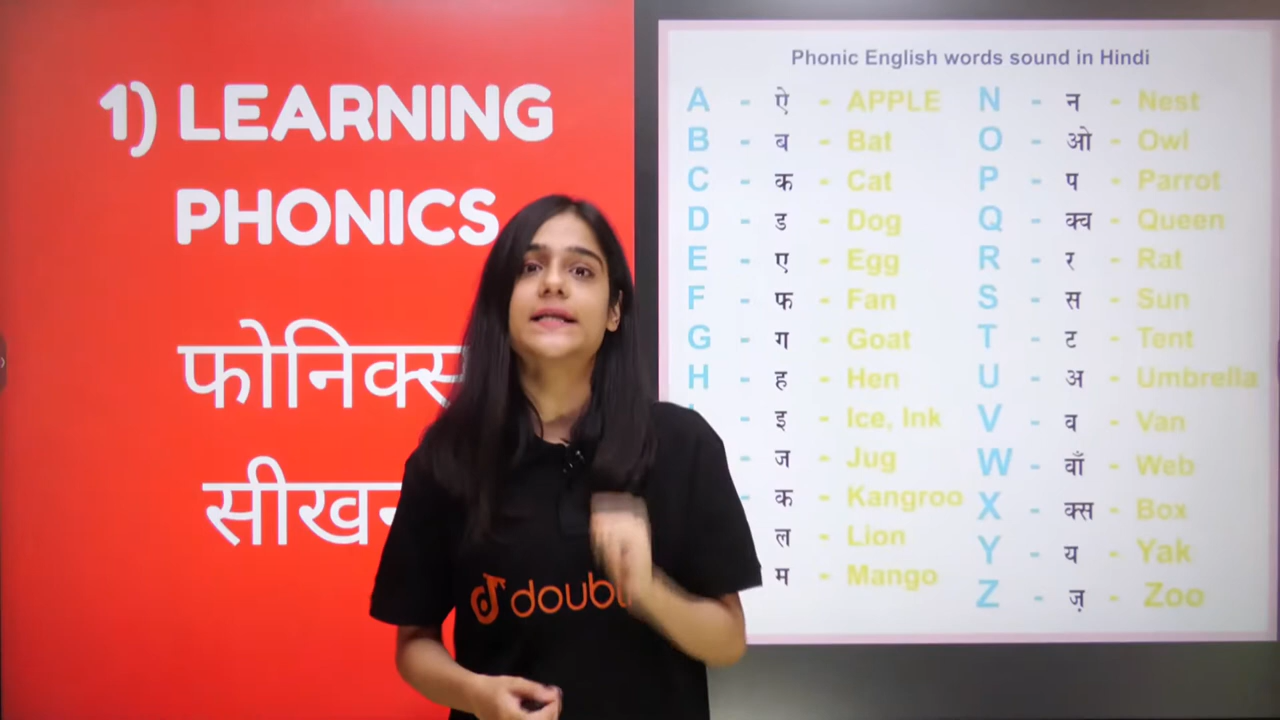 1) LEARNING
PHONICS
फोनिक्स
Phonic English words sound in Hindi
A - ऐ - APPLE
B - ब - Bat
C - क - Cat
D - ड - Dog
E - ए - Egg
F - फ - Fan
G - ग - Goat
H - ह - Hen
- इ - Ice, Ink
ज - Jug
- क - Kangroo
ल - Lion
म - Mango
N - न - Nest
O - ओ - Owl
P - प - Parrot
Q - क्व - Queen
R - र - Rat
S - स - Sun
T - ट - Tent
U - अ - Umbrella
V - व - Van
W - वाँ - Web
X - क्स - Box
Y - य - Yak
Z - ज़ - Zoo